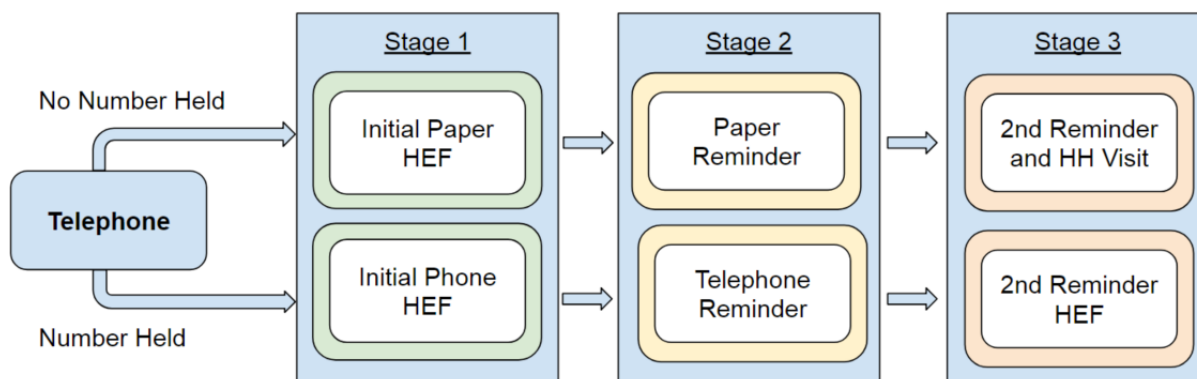 Stage 1
Stage 2
Stage 3
No Number Held
Initial Paper
HEF
Paper
Reminder
2nd Reminder
and HH Visit
Telephone
Initial Phone
HEF
Telephone
Reminder
2nd Reminder
HEF
Number Held